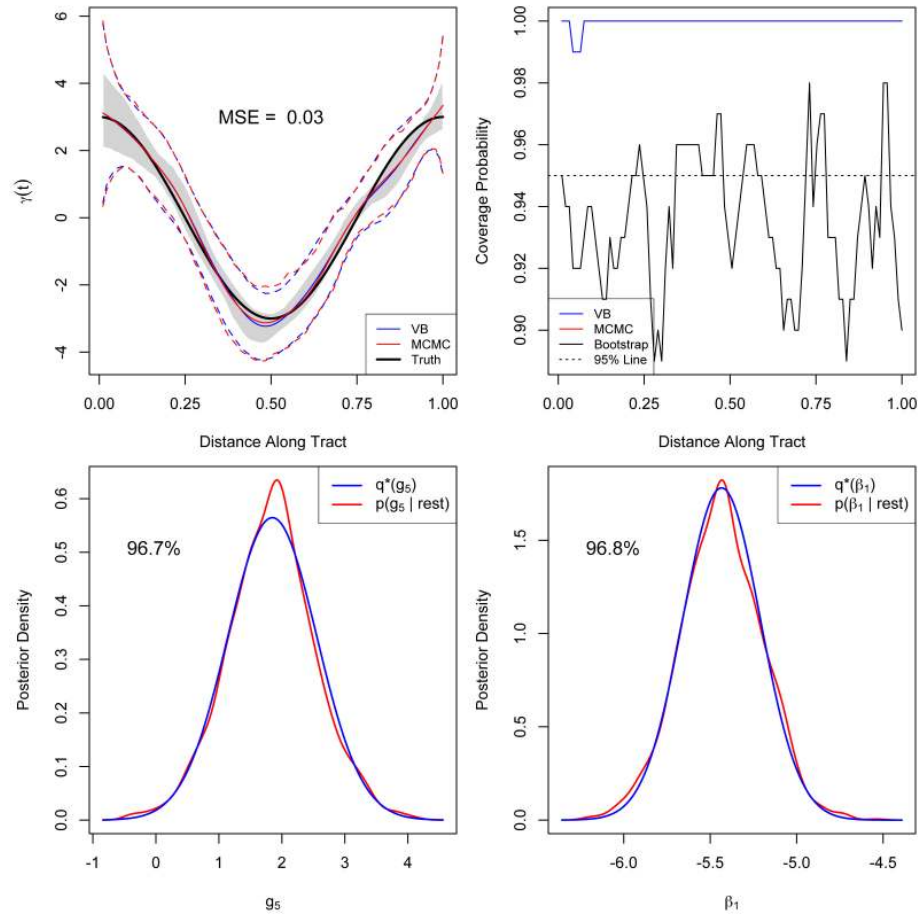 γ(t)
6
4
2
0
2
4
MSE = 0.03
VB
MCMC
Truth
0.00 0.25 0.50 0.75 1.00
Distance Along Tract
Coverage Probability
1.00
0.98
0.96
0.94
0.92
0.90
VB
MCMC
Bootstrap
95% Line
0.00 0.25 0.50 0.75 1.00
Distance Along Tract
Posterior Density
0.6
0.5
0.4
0.3
0.2
0.1
0.0
96.7%
q*(g₅)
p(g₅ | rest)
-1 0 1 2 3 4
g₅
Posterior Density
1.5
1.0
0.5
0.0
96.8%
q*(β₁)
p(β₁ | rest)
-6.0 -5.5 -5.0 -4.5
β₁